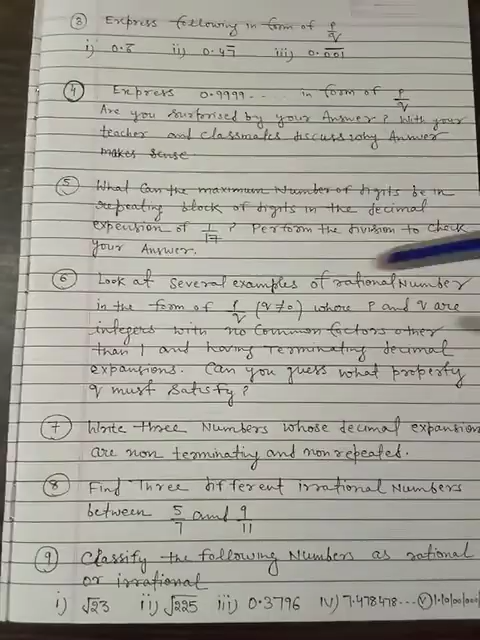 ③ Express following in form of p/q
i) 0.6̅ ii) 0.47̅ iii) 0.0̅0̅1̅
④ Express 0.9999..... in form of p/q
Are you surprised by your Answer? With your
teacher and classmates discuss why Answer
makes sense
⑤ What can the maximum Number of digits be in
repeating block of digits in the decimal
expension of 1/17? Perform the division to check
your Answer.
⑥ Look at several examples of rational Number
in the form of p/q (q≠0) where p and q are
integers with no common factors other
than 1 and having terminating decimal
expansions. Can you guess what property
q must satisfy?
⑦ Write three Numbers whose decimal expansion
are non terminating and non repeated.
⑧ Find Three different irrational Numbers
between 5/7 and 9/11
⑨ Classify the following Numbers as rational
or irrational
i) √23 ii) √225 iii) 0.3796 iv) 7.478478... v)